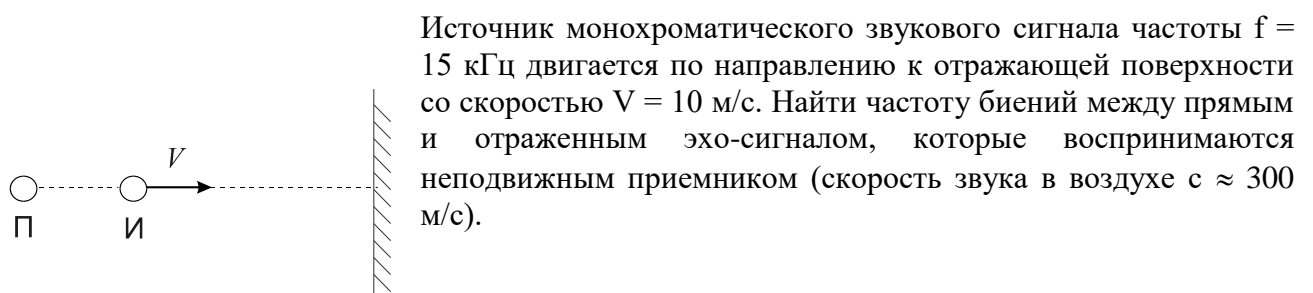 Источник монохроматического звукового сигнала частоты f =
15 кГц двигается по направлению к отражающей поверхности
со скоростью V = 10 м/с. Найти частоту биений между прямым
и отраженным эхо-сигналом, которые воспринимаются
неподвижным приемником (скорость звука в воздухе с ≈ 300
м/с).
V
П И